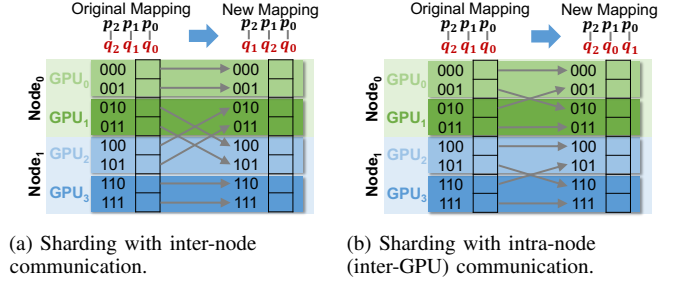 Original Mapping New Mapping
p₂ p₁ p₀ p₂ p₁ p₀
q₂ q₁ q₀ q₁ q₂ q₀
Node₀
GPU₀
000 000
001 001
GPU₁
010 010
011 011
Node₁
GPU₂
100 100
101 101
GPU₃
110 110
111 111
(a) Sharding with inter-node
communication.
Original Mapping New Mapping
p₂ p₁ p₀ p₂ p₁ p₀
q₂ q₁ q₀ q₂ q₀ q₁
Node₀
GPU₀
000 000
001 001
GPU₁
010 010
011 011
Node₁
GPU₂
100 100
101 101
GPU₃
110 110
111 111
(b) Sharding with intra-node
(inter-GPU) communication.